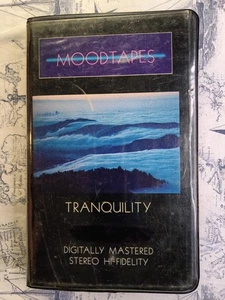 MOODTAPES
TRANQUILITY
DIGITALLY MASTERED
STEREO HI-FIDELITY